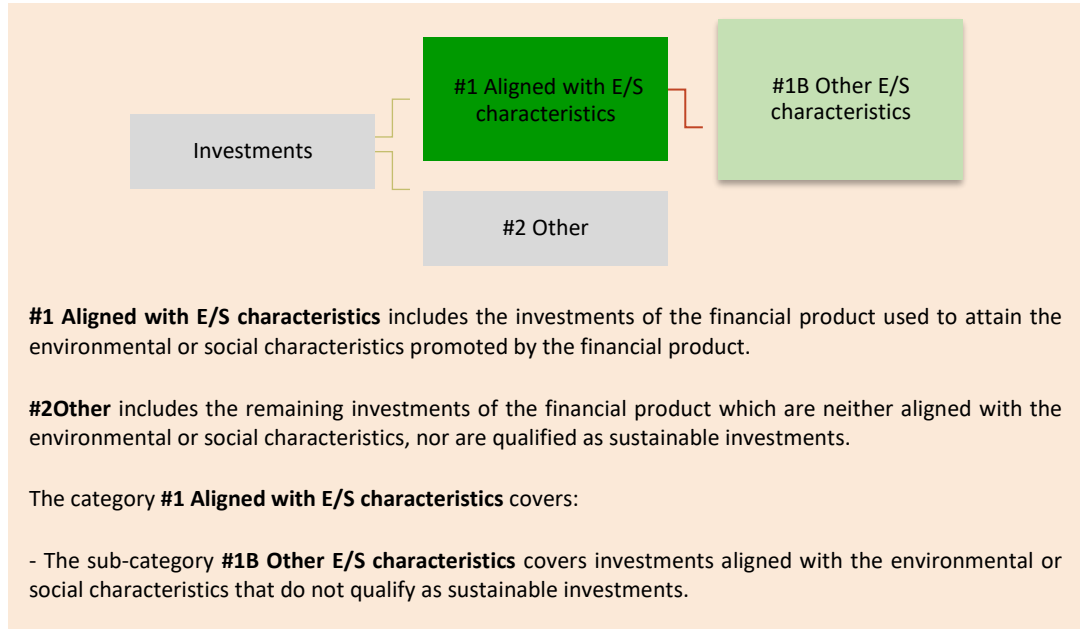 #1 Aligned with E/S
characteristics
#1B Other E/S
characteristics
Investments
#2 Other
#1 Aligned with E/S characteristics includes the investments of the financial product used to attain the
environmental or social characteristics promoted by the financial product.
#2Other includes the remaining investments of the financial product which are neither aligned with the
environmental or social characteristics, nor are qualified as sustainable investments.
The category #1 Aligned with E/S characteristics covers:
- The sub-category #1B Other E/S characteristics covers investments aligned with the environmental or
social characteristics that do not qualify as sustainable investments.